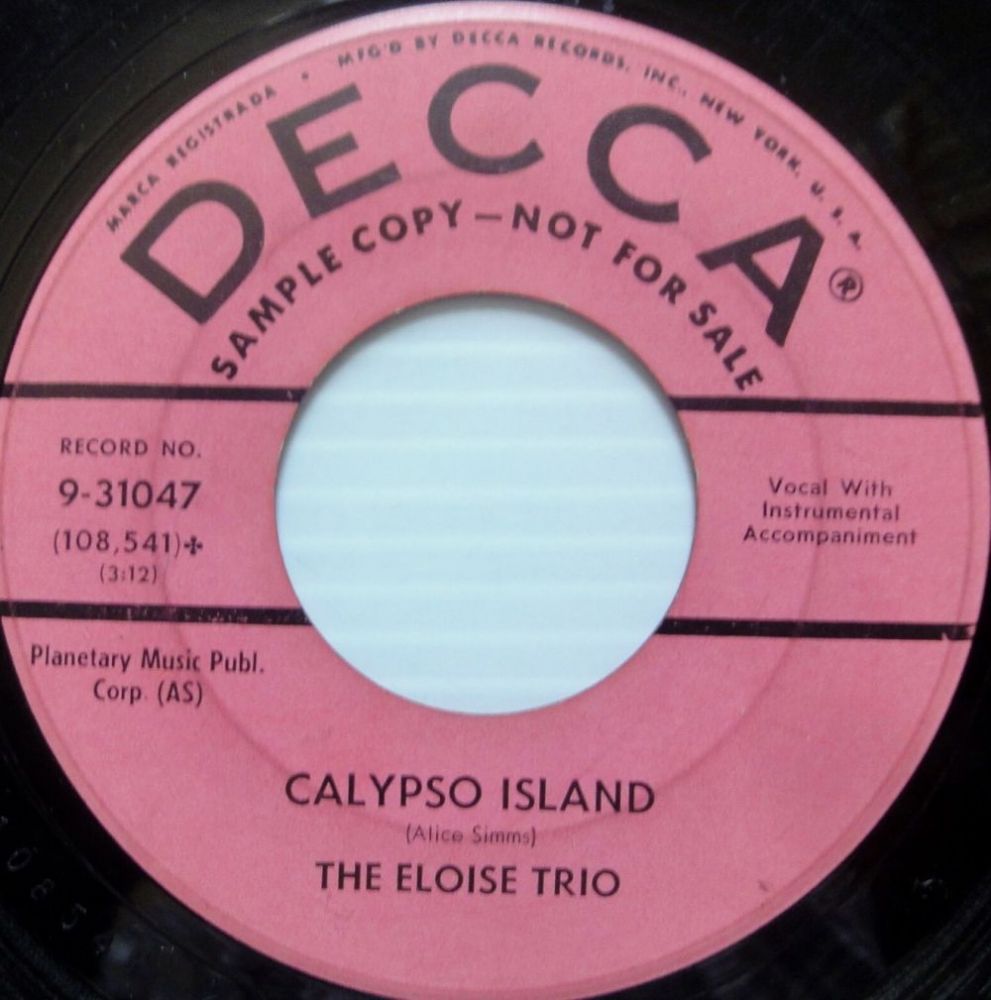 MARCA REGISTRADA • MFG'D BY DECCA RECORDS, INC., NEW YORK, U. S. A.
DECCA®
SAMPLE COPY—NOT FOR SALE
RECORD NO.
9-31047
(108,541)✤
(3:12)
Vocal With
Instrumental
Accompaniment
Planetary Music Publ.
Corp. (AS)
CALYPSO ISLAND
(Alice Simms)
THE ELOISE TRIO